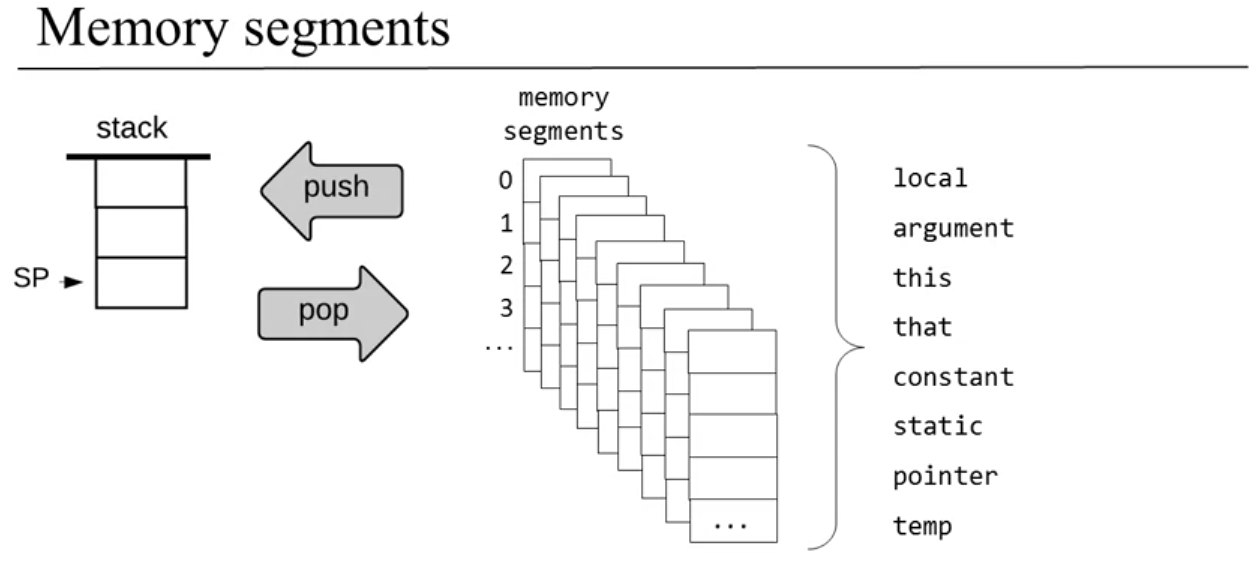 Memory segments
stack
SP
push
pop
memory
segments
0
1
2
3
...
...
local
argument
this
that
constant
static
pointer
temp